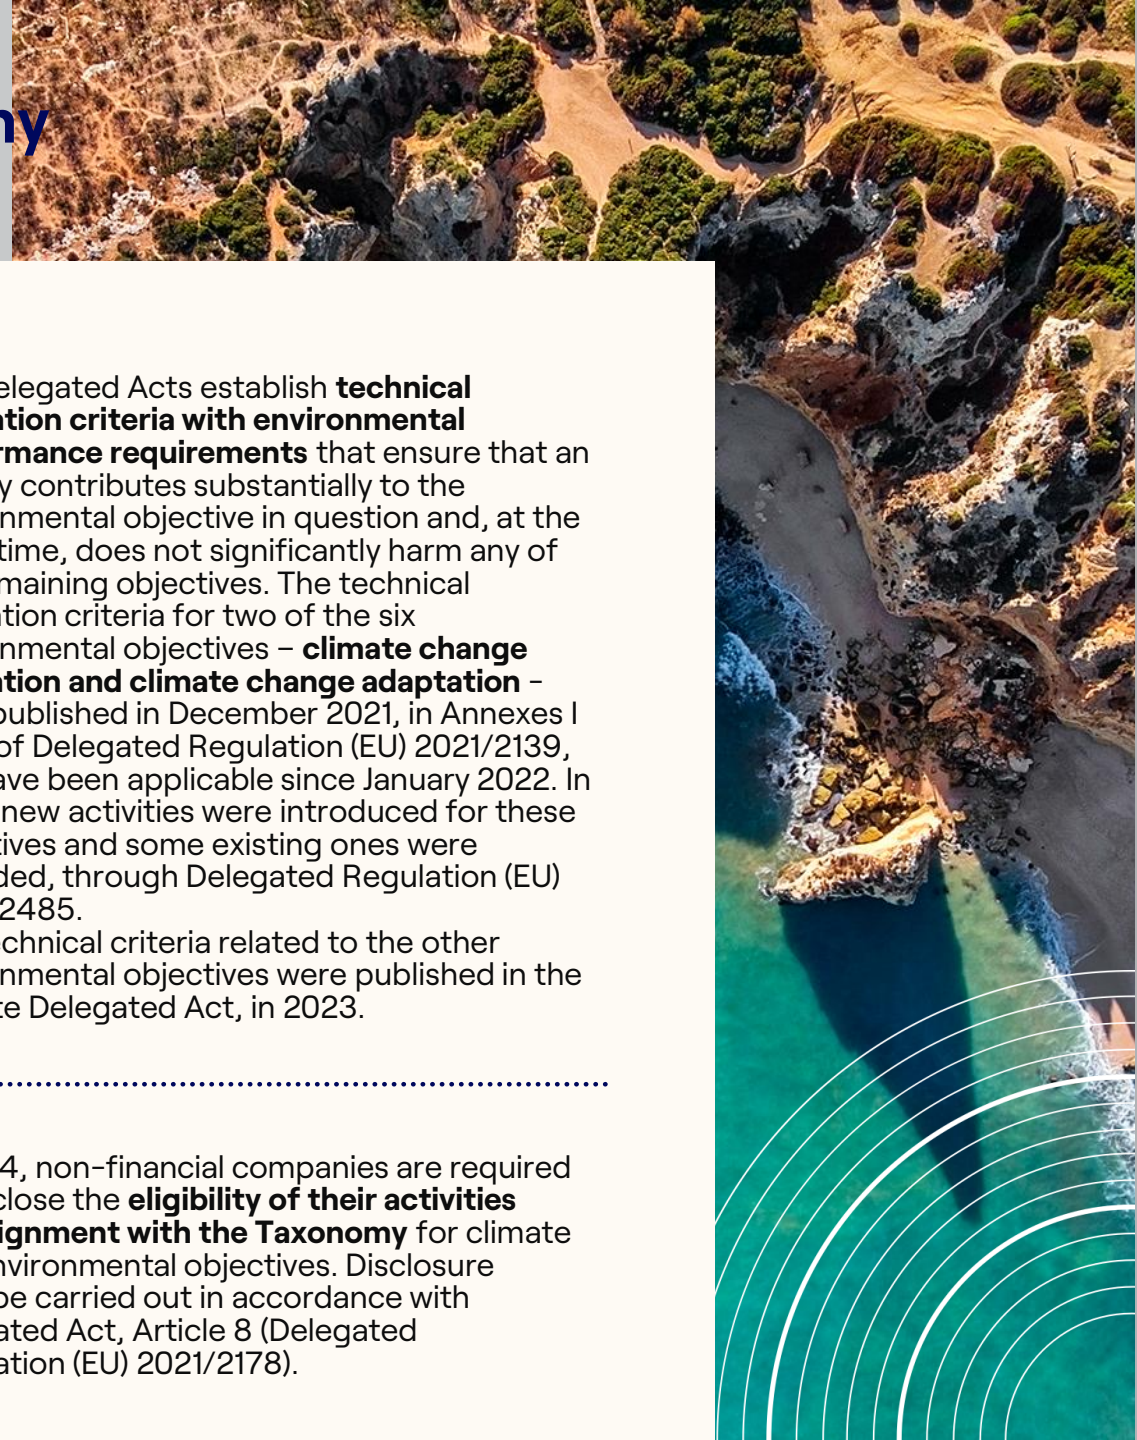 ny
elegated Acts establish technical
ation criteria with environmental
rmance requirements that ensure that an
y contributes substantially to the
nmental objective in question and, at the
time, does not significantly harm any of
maining objectives. The technical
ation criteria for two of the six
nmental objectives – climate change
ation and climate change adaptation -
published in December 2021, in Annexes I
of Delegated Regulation (EU) 2021/2139,
ave been applicable since January 2022. In
new activities were introduced for these
tives and some existing ones were
ded, through Delegated Regulation (EU)
2485.
echnical criteria related to the other
nmental objectives were published in the
te Delegated Act, in 2023.
4, non-financial companies are required
close the eligibility of their activities
ignment with the Taxonomy for climate
nvironmental objectives. Disclosure
be carried out in accordance with
ated Act, Article 8 (Delegated
ation (EU) 2021/2178).